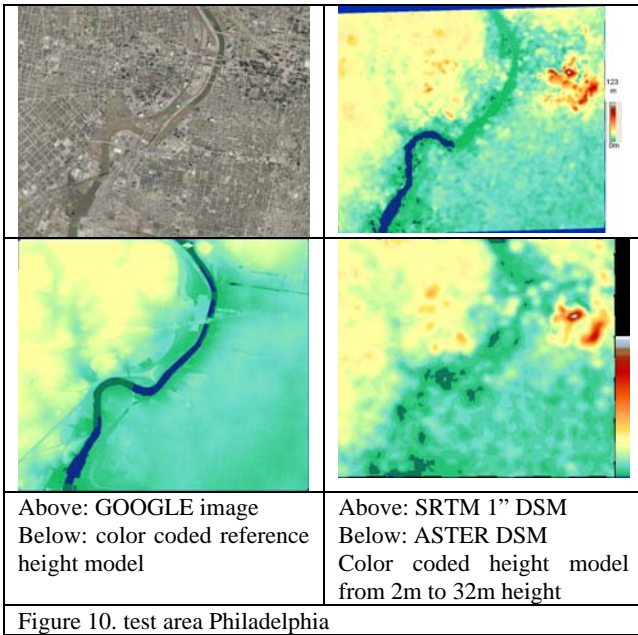 123
m
0m
Above: GOOGLE image
Below: color coded reference
height model
Above: SRTM 1” DSM
Below: ASTER DSM
Color coded height model
from 2m to 32m height
Figure 10. test area Philadelphia